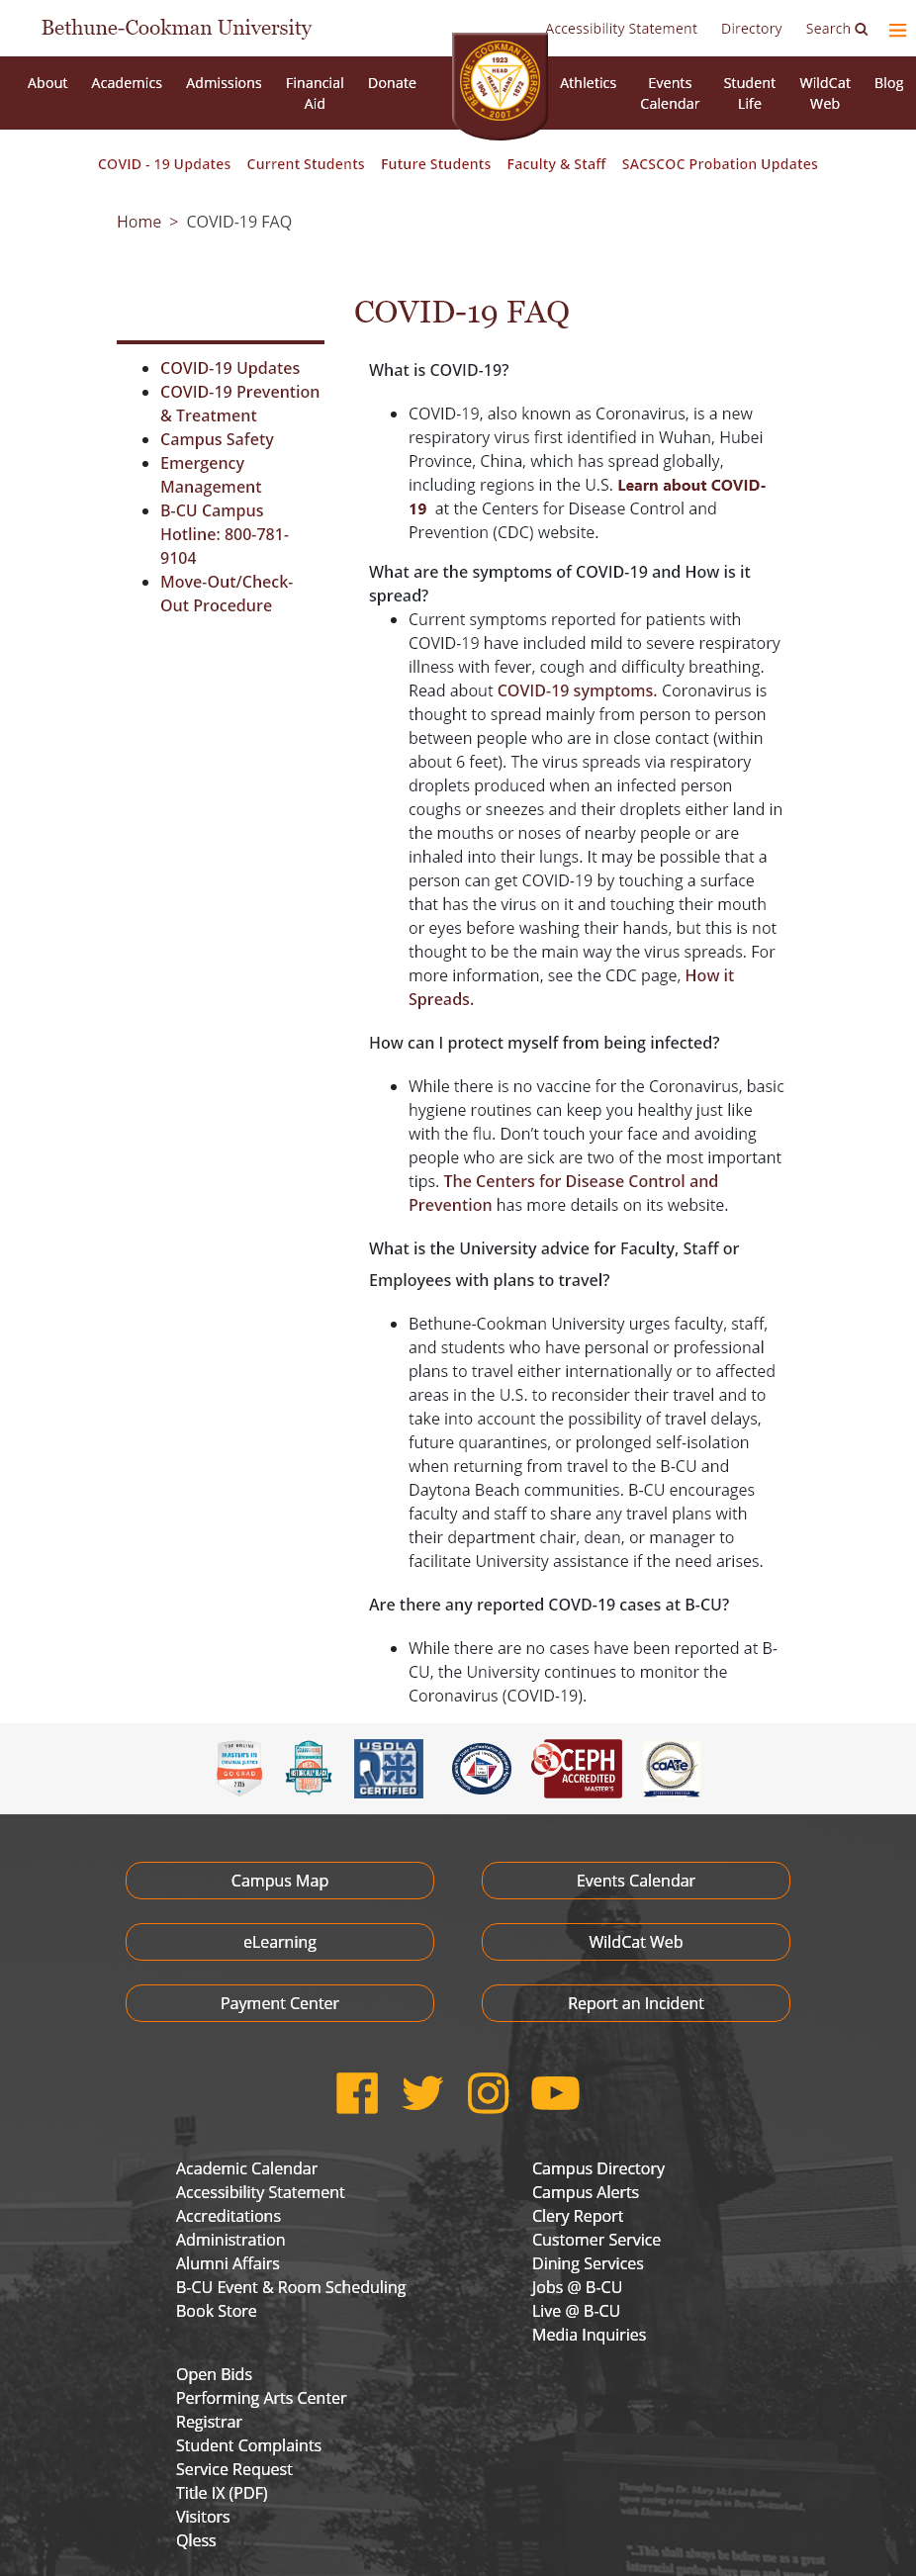 Bethune-Cookman University
Accessibility Statement Directory Search
About Academics Admissions Financial Aid Donate Athletics Events Calendar Student Life WildCat Web Blog
BETHUNE COOKMAN UNIVERSITY
1923
HEAD
HEART
HAND
1904
1872
2007
COVID - 19 Updates Current Students Future Students Faculty & Staff SACSCOC Probation Updates
Home > COVID-19 FAQ
COVID-19 FAQ
COVID-19 Updates
COVID-19 Prevention
& Treatment
Campus Safety
Emergency
Management
B-CU Campus
Hotline: 800-781-
9104
Move-Out/Check-
Out Procedure
What is COVID-19?
COVID-19, also known as Coronavirus, is a new
respiratory virus first identified in Wuhan, Hubei
Province, China, which has spread globally,
including regions in the U.S. Learn about COVID-
19 at the Centers for Disease Control and
Prevention (CDC) website.
What are the symptoms of COVID-19 and How is it
spread?
Current symptoms reported for patients with
COVID-19 have included mild to severe respiratory
illness with fever, cough and difficulty breathing.
Read about COVID-19 symptoms. Coronavirus is
thought to spread mainly from person to person
between people who are in close contact (within
about 6 feet). The virus spreads via respiratory
droplets produced when an infected person
coughs or sneezes and their droplets either land in
the mouths or noses of nearby people or are
inhaled into their lungs. It may be possible that a
person can get COVID-19 by touching a surface
that has the virus on it and touching their mouth
or eyes before washing their hands, but this is not
thought to be the main way the virus spreads. For
more information, see the CDC page, How it
Spreads.
How can I protect myself from being infected?
While there is no vaccine for the Coronavirus, basic
hygiene routines can keep you healthy just like
with the flu. Don’t touch your face and avoiding
people who are sick are two of the most important
tips. The Centers for Disease Control and
Prevention has more details on its website.
What is the University advice for Faculty, Staff or
Employees with plans to travel?
Bethune-Cookman University urges faculty, staff,
and students who have personal or professional
plans to travel either internationally or to affected
areas in the U.S. to reconsider their travel and to
take into account the possibility of travel delays,
future quarantines, or prolonged self-isolation
when returning from travel to the B-CU and
Daytona Beach communities. B-CU encourages
faculty and staff to share any travel plans with
their department chair, dean, or manager to
facilitate University assistance if the need arises.
Are there any reported COVD-19 cases at B-CU?
While there are no cases have been reported at B-
CU, the University continues to monitor the
Coronavirus (COVID-19).
TOP ONLINE
MASTER'S IN
CRIMINAL JUSTICE
GO GRAD
USDLA
CERTIFIED
CEPH
ACCREDITED
MASTER'S
CoATe
Campus Map Events Calendar
eLearning WildCat Web
Payment Center Report an Incident
Academic Calendar
Accessibility Statement
Accreditations
Administration
Alumni Affairs
B-CU Event & Room Scheduling
Book Store
Campus Directory
Campus Alerts
Clery Report
Customer Service
Dining Services
Jobs @ B-CU
Live @ B-CU
Media Inquiries
Open Bids
Performing Arts Center
Registrar
Student Complaints
Service Request
Title IX (PDF)
Visitors
Qless
Thoughts from Dr. Mary McLeod Bethune